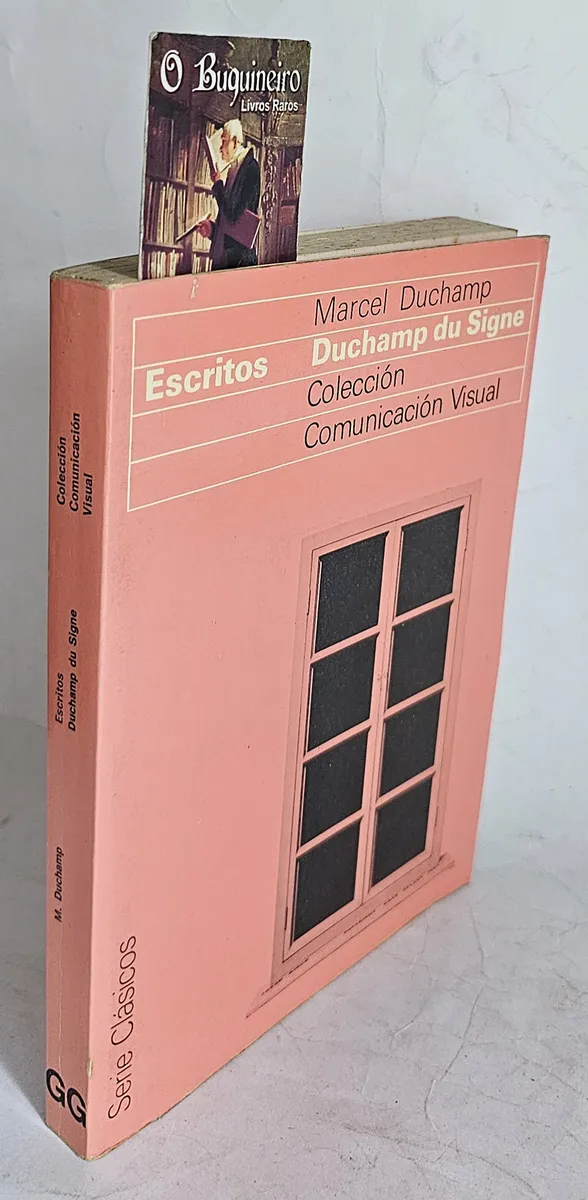 O Buquineiro
Livros Raros
Marcel Duchamp
Escritos Duchamp du Signe
Colección
Comunicación Visual
Serie Clásicos
Colección
Comunicación
Visual
Escritos
Duchamp du Signe
M. Duchamp
GG